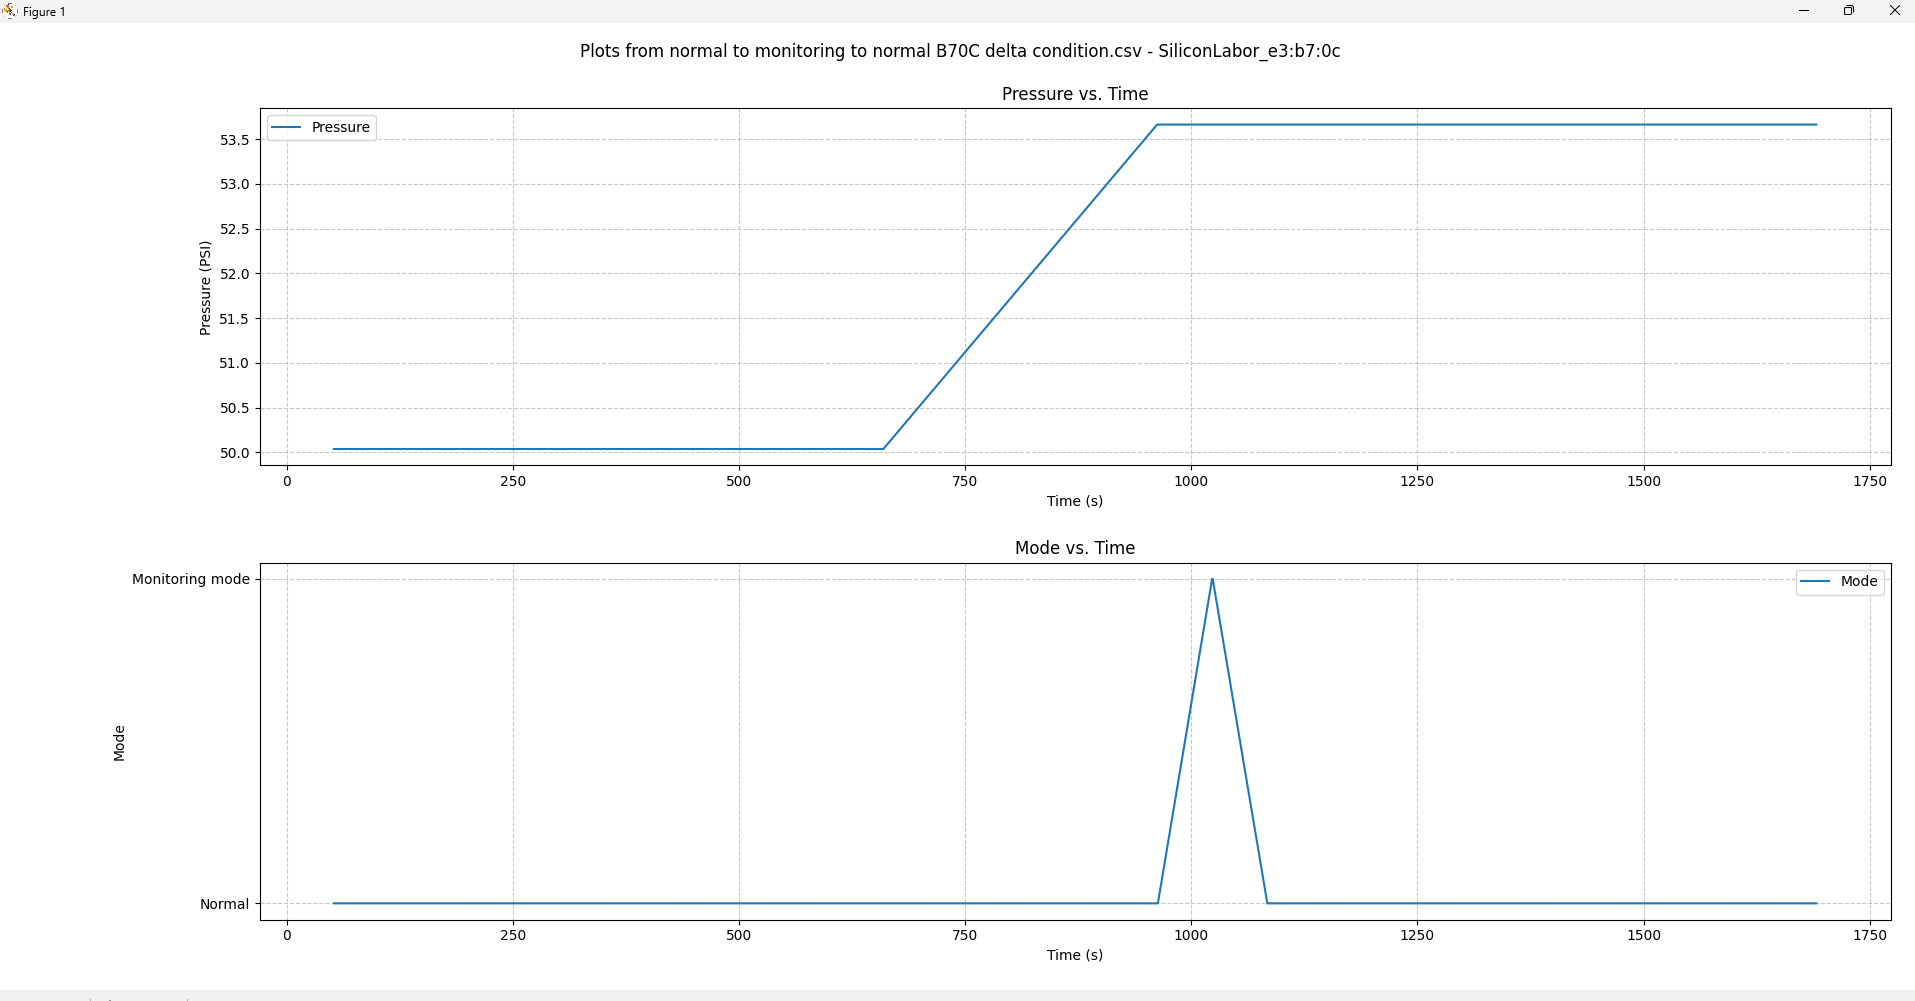 Figure 1
Plots from normal to monitoring to normal B70C delta condition.csv - SiliconLabor_e3:b7:0c
Pressure vs. Time
Pressure
53.5
53.0
52.5
52.0
51.5
51.0
50.5
50.0
Pressure (PSI)
0 250 500 750 1000 1250 1500 1750
Time (s)
Mode vs. Time
Mode
Monitoring mode
Normal
Mode
0 250 500 750 1000 1250 1500 1750
Time (s)